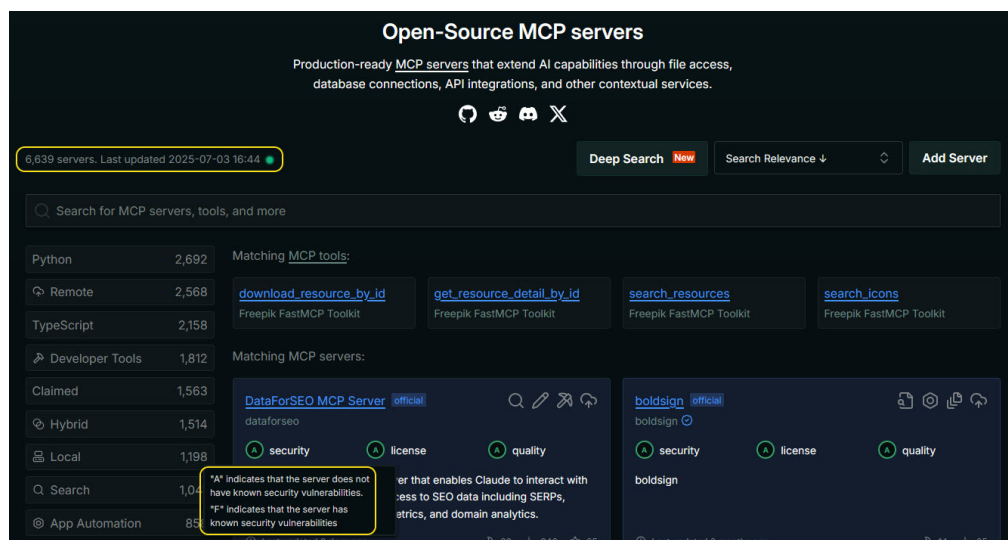 Open-Source MCP servers
Production-ready MCP servers that extend AI capabilities through file access,
database connections, API integrations, and other contextual services.
6,639 servers. Last updated 2025-07-03 16:44
Deep Search New
Search Relevance ↓
Add Server
Search for MCP servers, tools, and more
Python 2,692
Remote 2,568
TypeScript 2,158
Developer Tools 1,812
Claimed 1,563
Hybrid 1,514
Local 1,198
Search
App Automation
Matching MCP tools:
download_resource_by_id
Freepik FastMCP Toolkit
get_resource_detail_by_id
Freepik FastMCP Toolkit
search_resources
Freepik FastMCP Toolkit
search_icons
Freepik FastMCP Toolkit
Matching MCP servers:
DataForSEO MCP Server official
dataforseo
A security A license A quality
er that enables Claude to interact with
cess to SEO data including SERPs,
etrics, and domain analytics.
"A" indicates that the server does not
have known security vulnerabilities.
"F" indicates that the server has
known security vulnerabilities
boldsign official
boldsign
A security A license A quality
boldsign